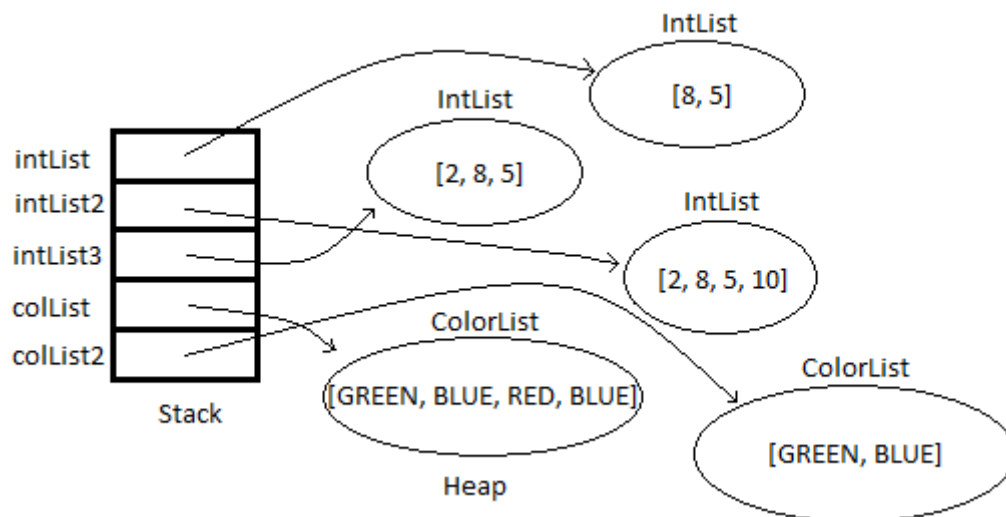 IntList
[8, 5]
IntList
[2, 8, 5]
intList
intList2
IntList
intList3
[2, 8, 5, 10]
colList
ColorList
colList2
ColorList
[GREEN, BLUE, RED, BLUE]
Stack
[GREEN, BLUE]
Heap